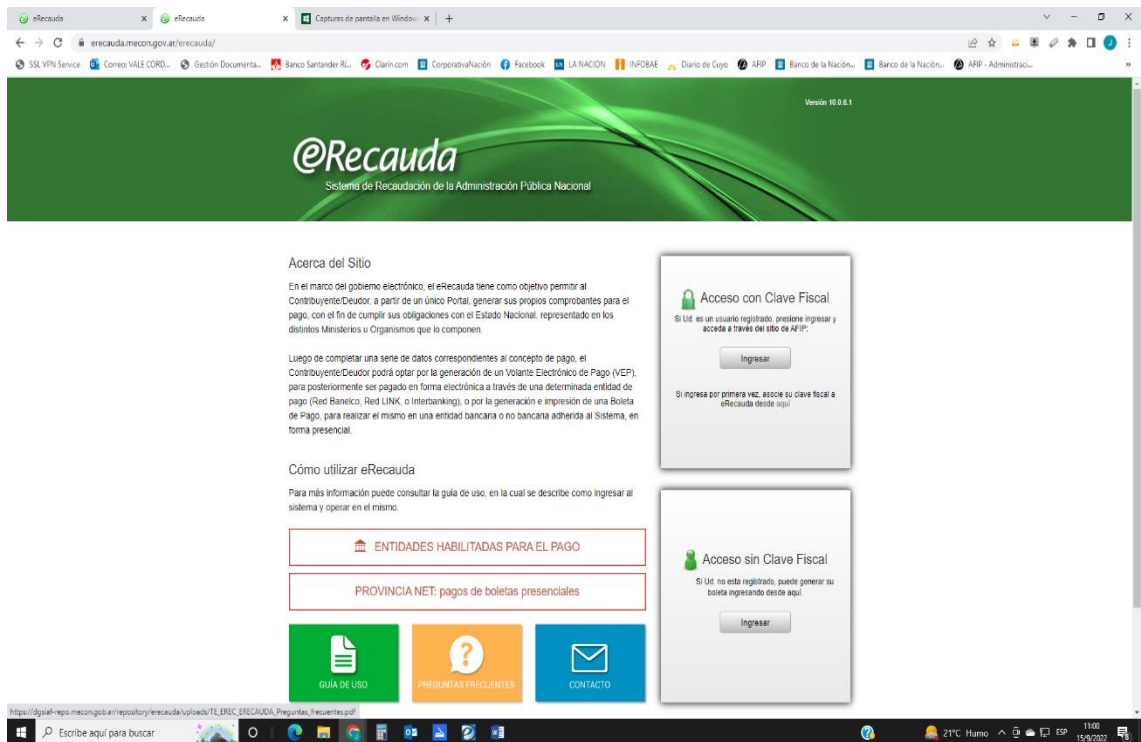 eRecauda
eRecauda
Capturas de pantalla en Window
erecauda.mecon.gov.ar/erecauda/
SSL VPN Service
Correo: VALE CORD...
Gestión Documenta...
Banco Santander Rí...
Clarin.com
CorporativaNación
Facebook
LA NACION
INFOBAE
Diario de Cuyo
AFIP
Banco de la Nación...
Banco de la Nación...
AFIP - Administraci...
Versión 10.0.6.1
@Recauda
Sistema de Recaudación de la Administración Pública Nacional
Acerca del Sitio
En el marco del gobierno electrónico, el eRecauda tiene como objetivo permitir al
Contribuyente/Deudor, a partir de un único Portal, generar sus propios comprobantes para el
pago, con el fin de cumplir sus obligaciones con el Estado Nacional, representado en los
distintos Ministerios u Organismos que lo componen.
Luego de completar una serie de datos correspondientes al concepto de pago, el
Contribuyente/Deudor podrá optar por la generación de un Volante Electrónico de Pago (VEP),
para posteriormente ser pagado en forma electrónica a través de una determinada entidad de
pago (Red Banelco, Red LINK, o Interbanking), o por la generación e impresión de una Boleta
de Pago, para realizar el mismo en una entidad bancaria o no bancaria adherida al Sistema, en
forma presencial.
Cómo utilizar eRecauda
Para más información puede consultar la guía de uso, en la cual se describe como ingresar al
sistema y operar en el mismo.
ENTIDADES HABILITADAS PARA EL PAGO
PROVINCIA NET: pagos de boletas presenciales
GUÍA DE USO
PREGUNTAS FRECUENTES
CONTACTO
Acceso con Clave Fiscal
Si Ud. es un usuario registrado, presione ingresar y
acceda a través del sitio de AFIP:
Ingresar
Si ingresa por primera vez, asocie su clave fiscal a
eRecauda desde aquí
Acceso sin Clave Fiscal
Si Ud. no esta registrado, puede generar su
boleta ingresando desde aquí.
Ingresar
https://dgsiaf-repo.mecon.gob.ar/repository/erecauda/uploads/TE_EREC_ERECAUDA_Preguntas_frecuentes.pdf
Escribe aquí para buscar
21°C Humo
ESP
11:00
15/9/2022